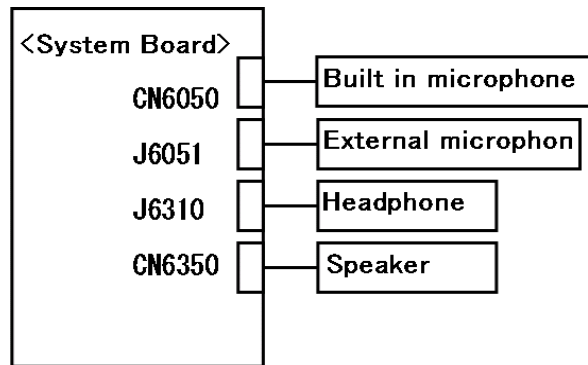 <System Board>
CN6050
Built in microphone
J6051
External microphon
J6310
Headphone
CN6350
Speaker